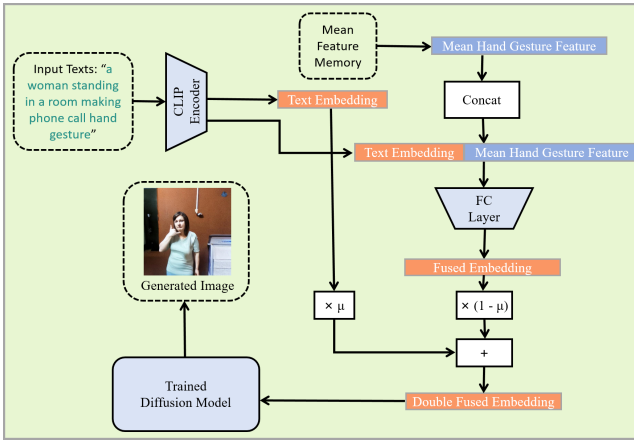 Mean
Feature
Memory
Mean Hand Gesture Feature
Input Texts: “a
woman standing
in a room making
phone call hand
gesture”
CLIP
Encoder
Text Embedding
Concat
Text Embedding
Mean Hand Gesture Feature
FC
Layer
Generated Image
Fused Embedding
× μ
× (1 - μ)
+
Trained
Diffusion Model
Double Fused Embedding